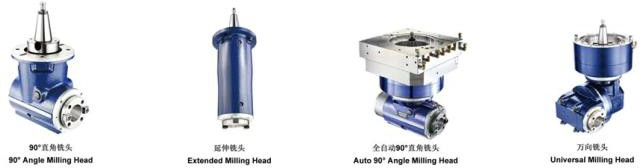 90°直角铣头
90° Angle Milling Head
延伸铣头
Extended Milling Head
全自动90°直角铣头
Auto 90° Angle Milling Head
万向铣头
Universal Milling Head